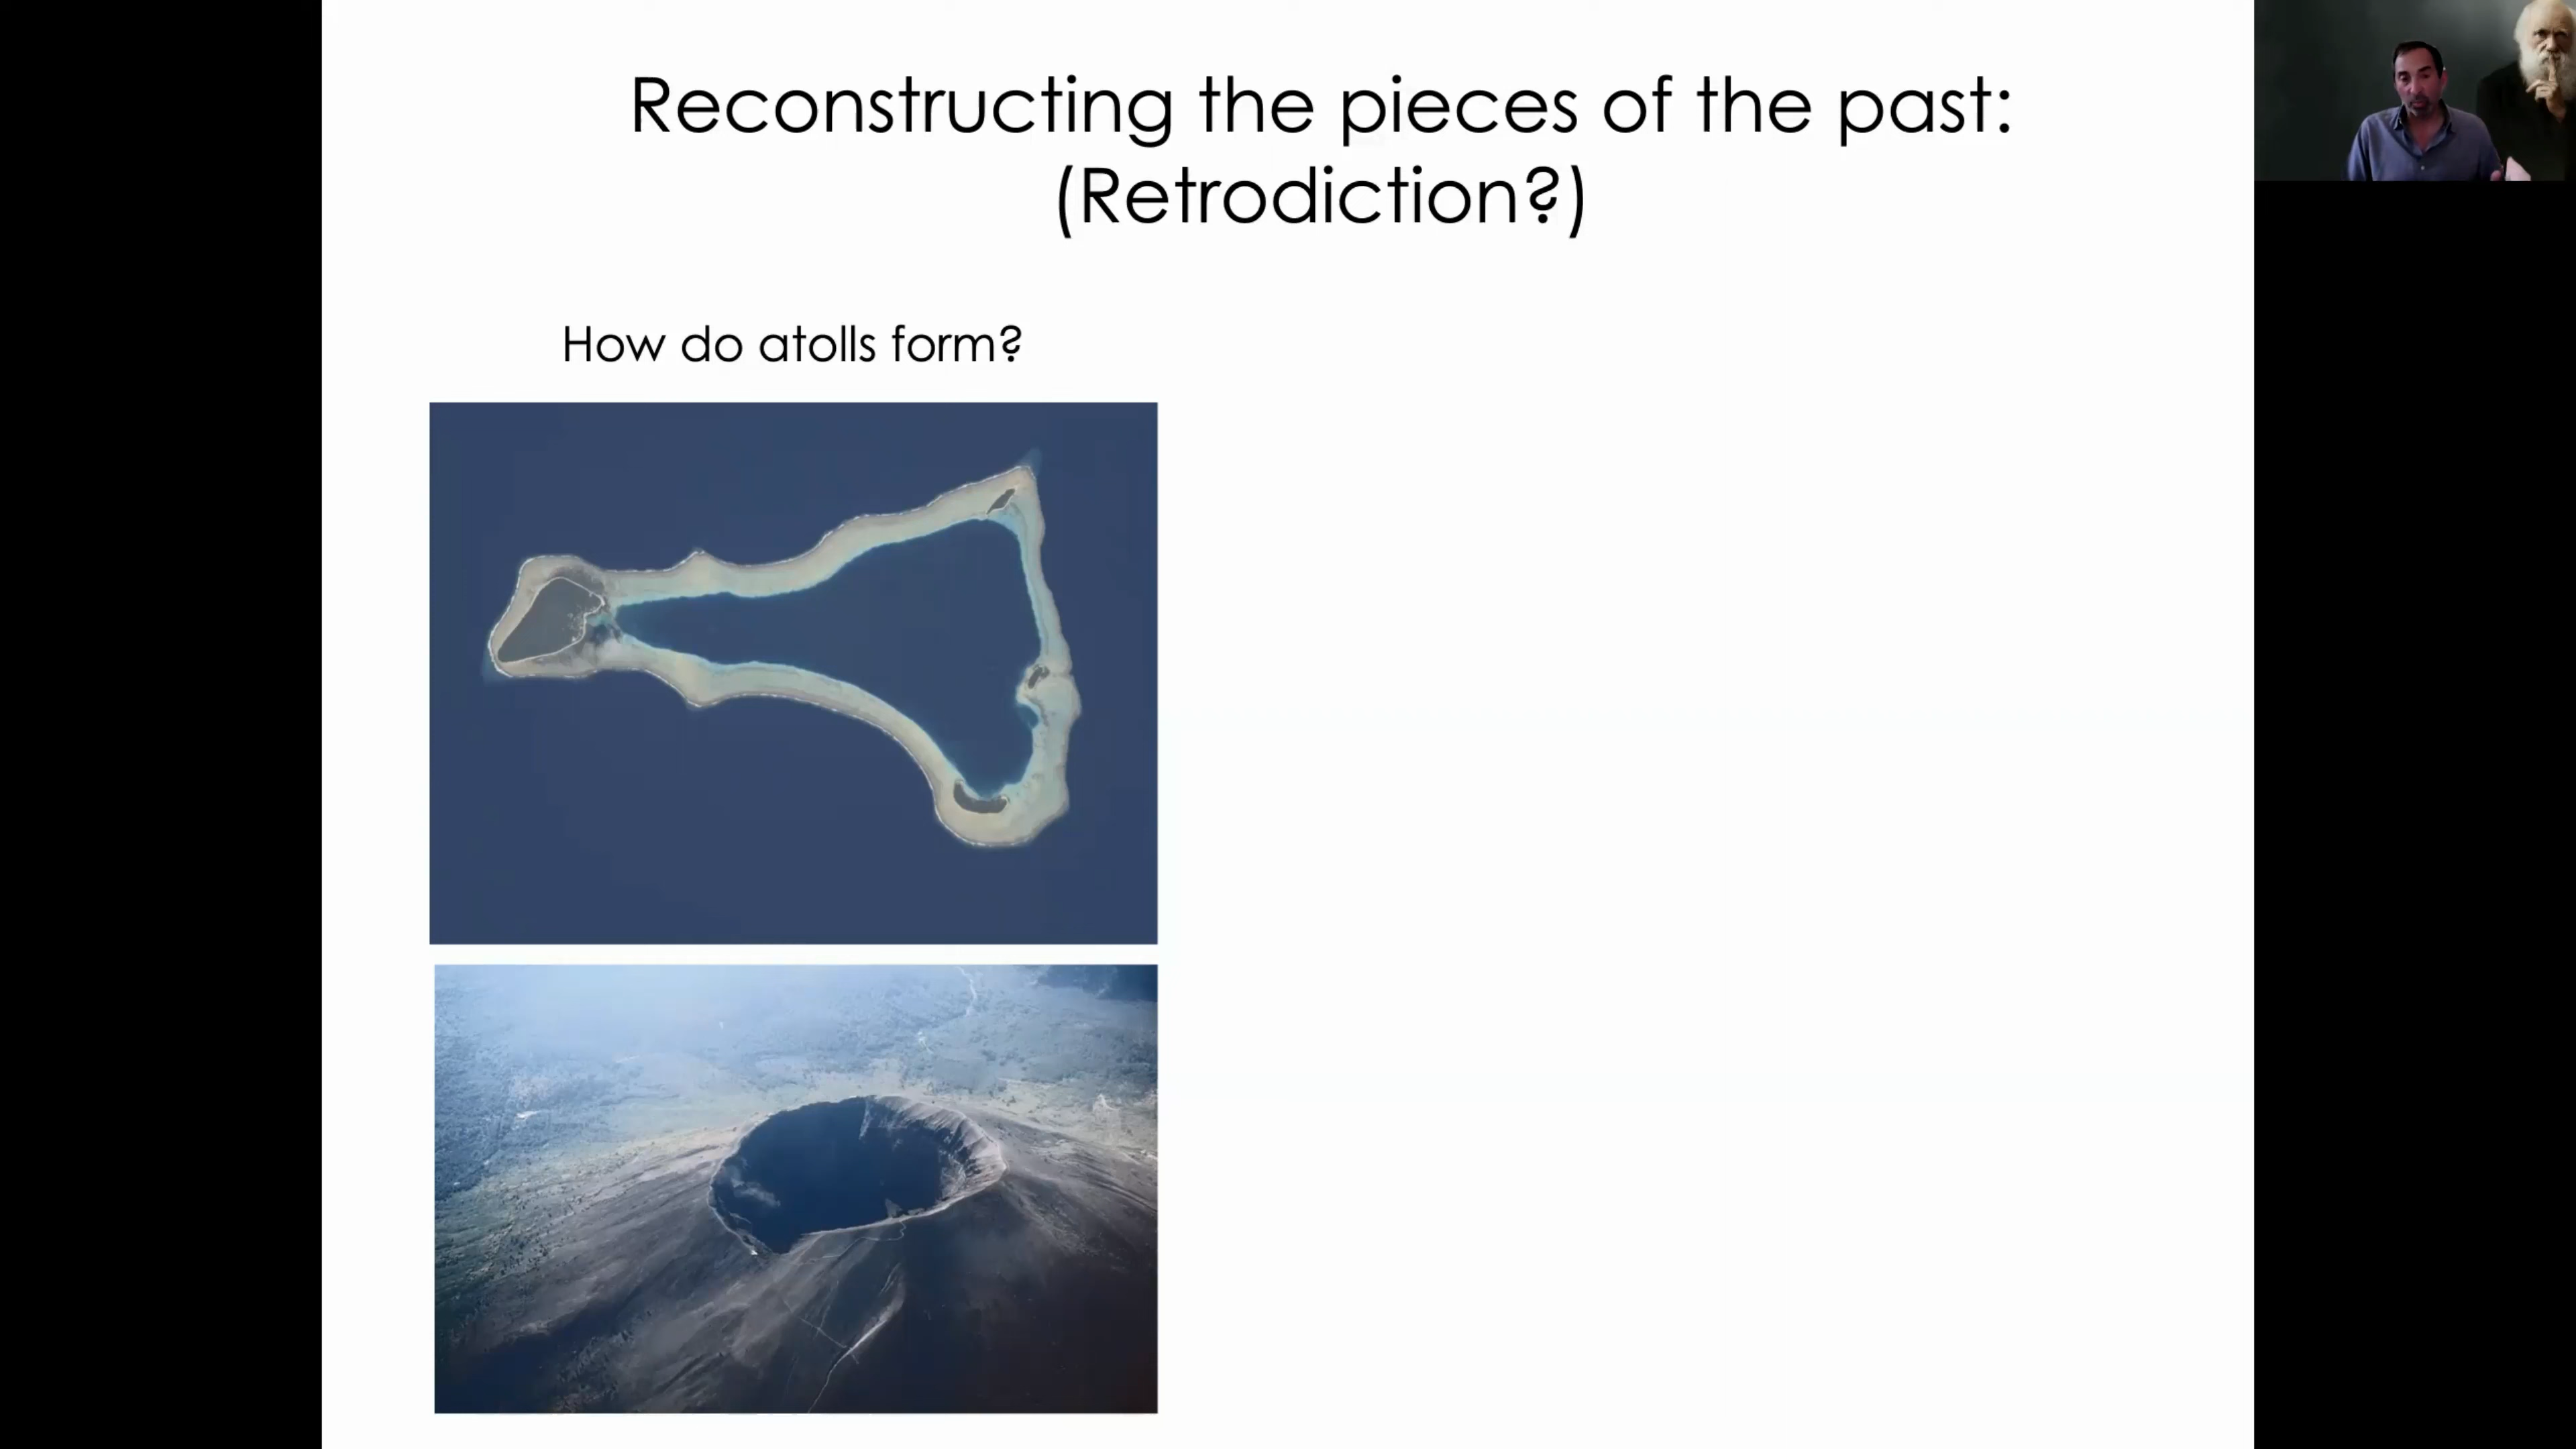 Reconstructing the pieces of the past:
(Retrodiction?)
How do atolls form?